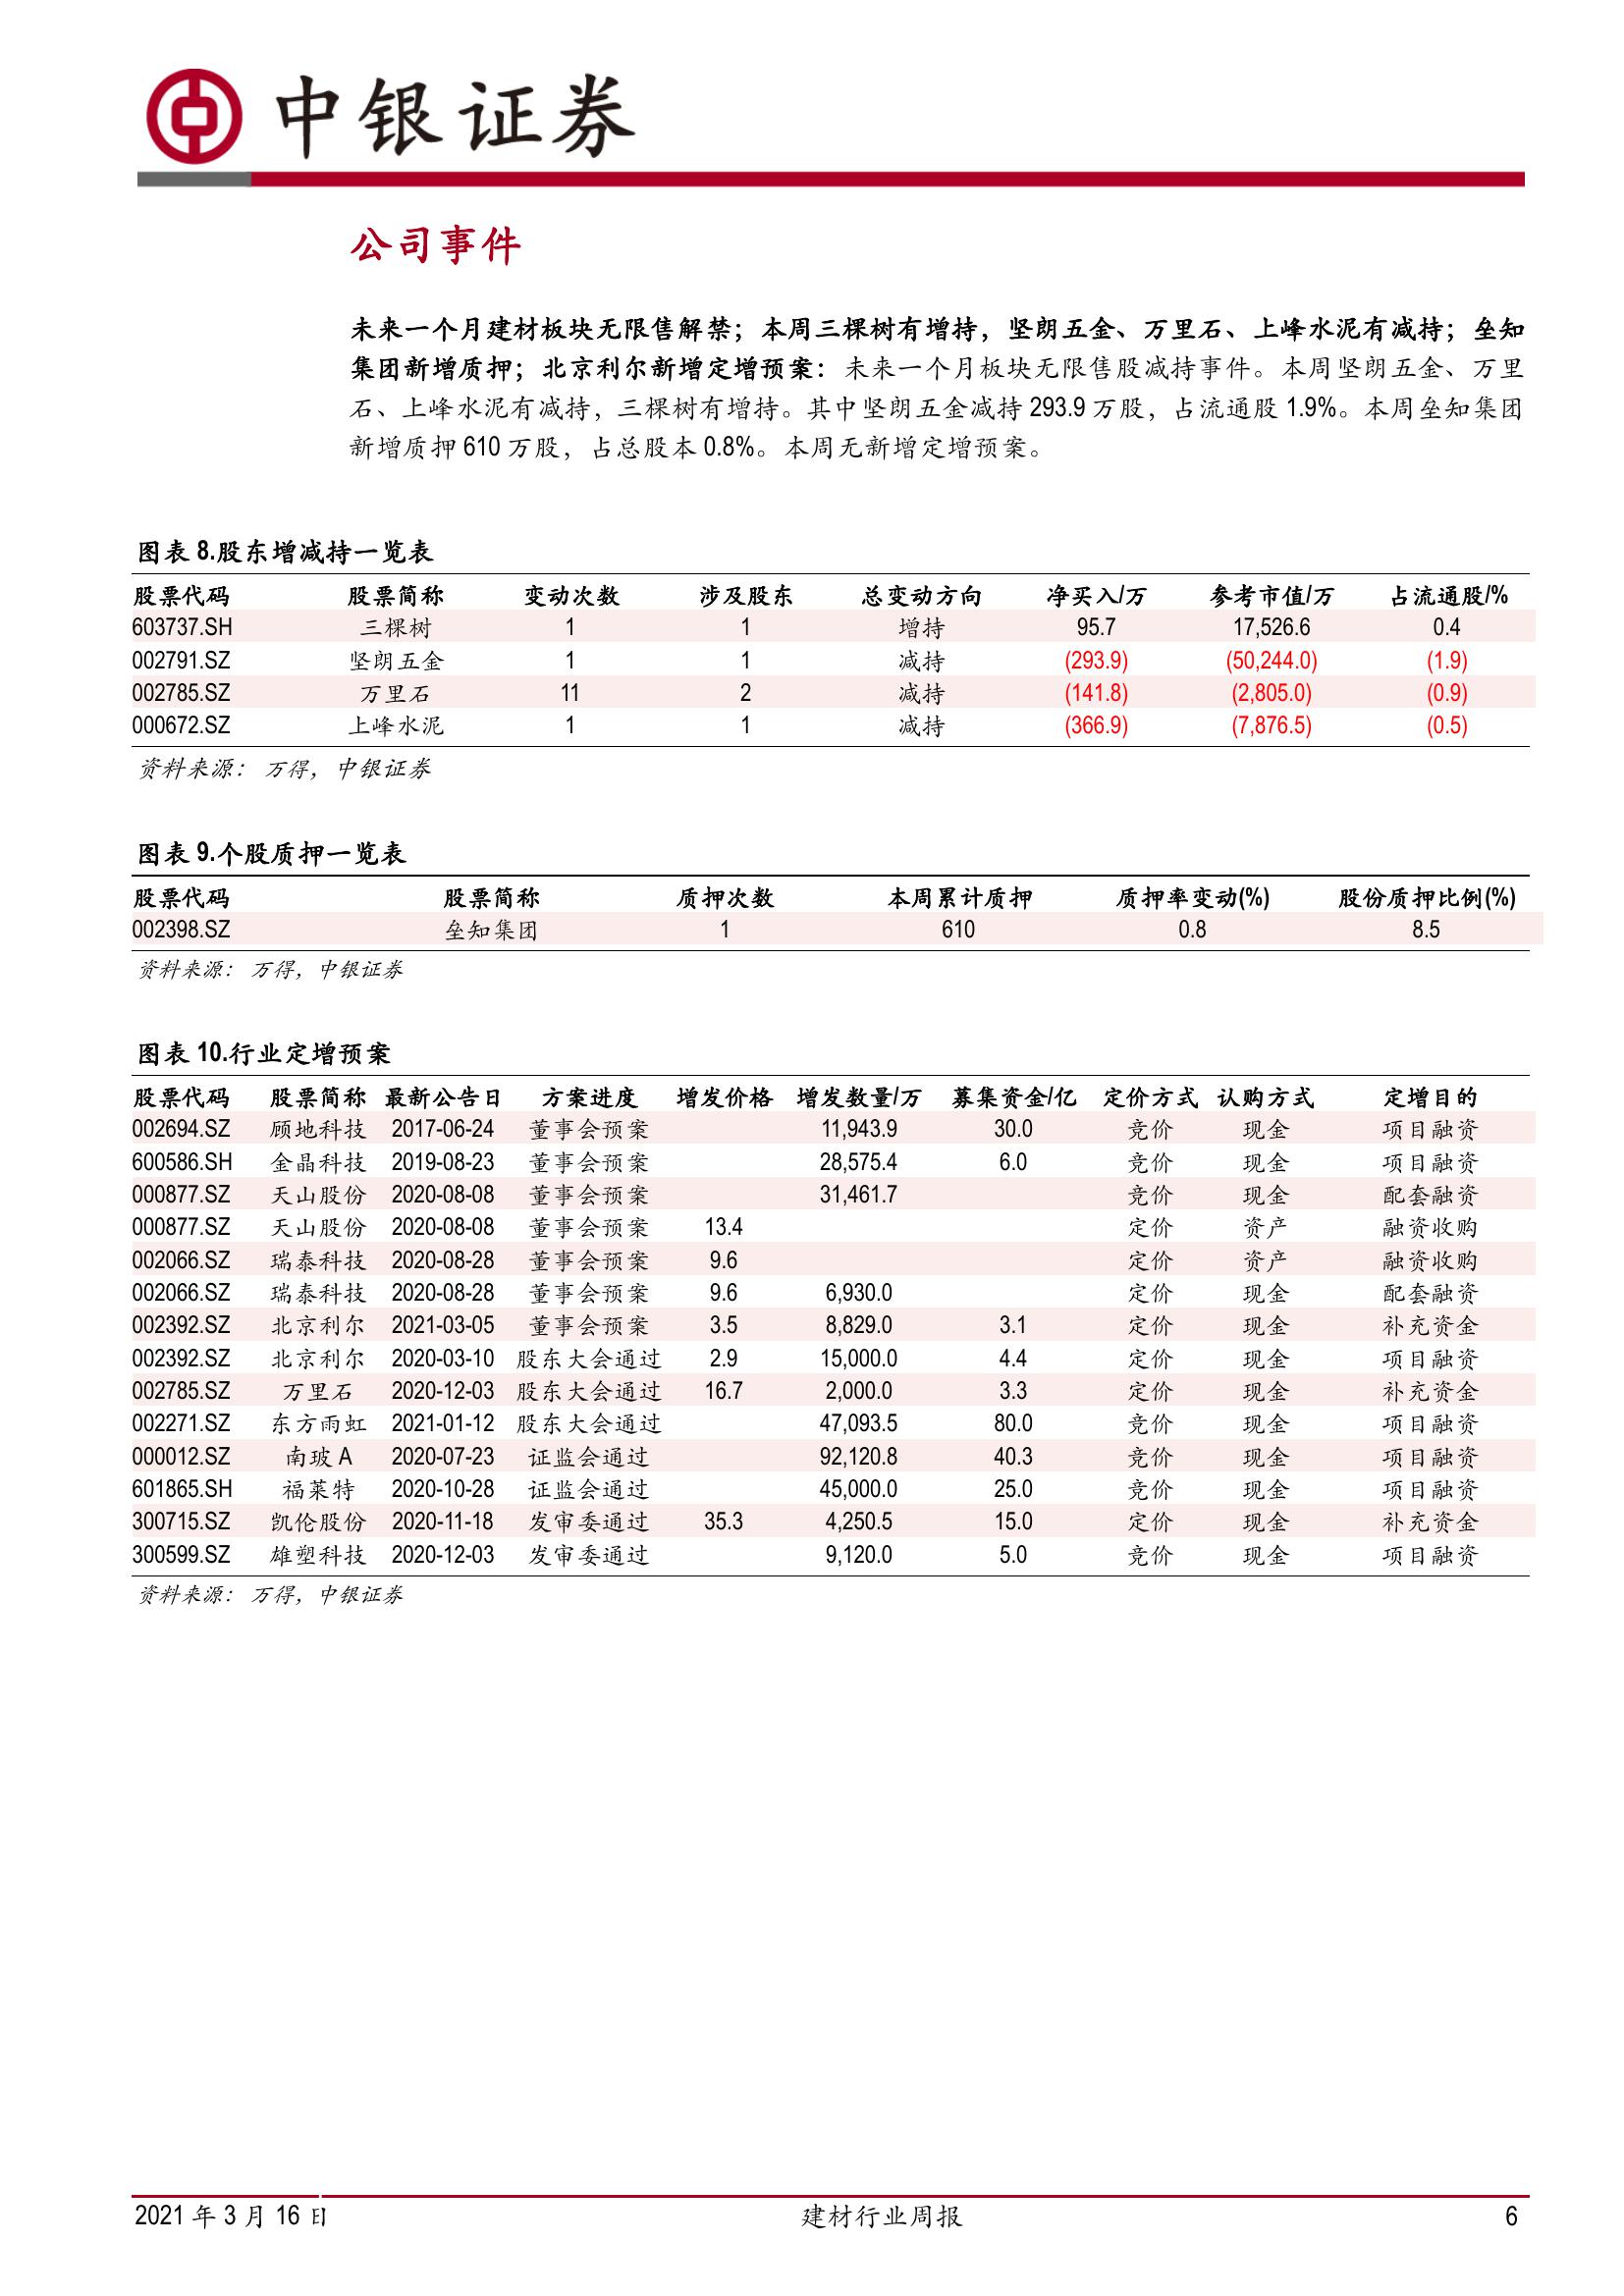 中银证券
公司事件
未来一个月建材板块无限售解禁；本周三棵树有增持，坚朗五金、万里石、上峰水泥有减持；垒知
集团新增质押；北京利尔新增定增预案：未来一个月板块无限售股减持事件。本周坚朗五金、万里
石、上峰水泥有减持，三棵树有增持。其中坚朗五金减持 293.9 万股，占流通股 1.9%。本周垒知集团
新增质押 610 万股，占总股本 0.8%。本周无新增定增预案。
图表 8.股东增减持一览表
股票代码 股票简称 变动次数 涉及股东 总变动方向 净买入/万 参考市值/万 占流通股/%
603737.SH 三棵树 1 1 增持 95.7 17,526.6 0.4
002791.SZ 坚朗五金 1 1 减持 (293.9) (50,244.0) (1.9)
002785.SZ 万里石 11 2 减持 (141.8) (2,805.0) (0.9)
000672.SZ 上峰水泥 1 1 减持 (366.9) (7,876.5) (0.5)
资料来源： 万得，中银证券
图表 9.个股质押一览表
股票代码 股票简称 质押次数 本周累计质押 质押率变动(%) 股份质押比例(%)
002398.SZ 垒知集团 1 610 0.8 8.5
资料来源： 万得，中银证券
图表 10.行业定增预案
股票代码 股票简称 最新公告日 方案进度 增发价格 增发数量/万 募集资金/亿 定价方式 认购方式 定增目的
002694.SZ 顾地科技 2017-06-24 董事会预案 11,943.9 30.0 竞价 现金 项目融资
600586.SH 金晶科技 2019-08-23 董事会预案 28,575.4 6.0 竞价 现金 项目融资
000877.SZ 天山股份 2020-08-08 董事会预案 31,461.7 竞价 现金 配套融资
000877.SZ 天山股份 2020-08-08 董事会预案 13.4 定价 资产 融资收购
002066.SZ 瑞泰科技 2020-08-28 董事会预案 9.6 定价 资产 融资收购
002066.SZ 瑞泰科技 2020-08-28 董事会预案 9.6 6,930.0 定价 现金 配套融资
002392.SZ 北京利尔 2021-03-05 董事会预案 3.5 8,829.0 3.1 定价 现金 补充资金
002392.SZ 北京利尔 2020-03-10 股东大会通过 2.9 15,000.0 4.4 定价 现金 项目融资
002785.SZ 万里石 2020-12-03 股东大会通过 16.7 2,000.0 3.3 定价 现金 补充资金
002271.SZ 东方雨虹 2021-01-12 股东大会通过 47,093.5 80.0 竞价 现金 项目融资
000012.SZ 南玻 A 2020-07-23 证监会通过 92,120.8 40.3 竞价 现金 项目融资
601865.SH 福莱特 2020-10-28 证监会通过 45,000.0 25.0 竞价 现金 项目融资
300715.SZ 凯伦股份 2020-11-18 发审委通过 35.3 4,250.5 15.0 定价 现金 补充资金
300599.SZ 雄塑科技 2020-12-03 发审委通过 9,120.0 5.0 竞价 现金 项目融资
资料来源： 万得，中银证券
2021 年 3 月 16 日 建材行业周报 6